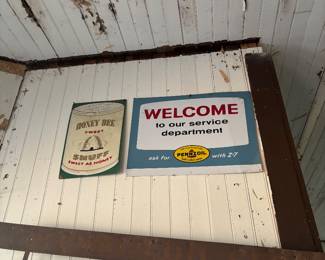 HONEY BEE
SWEET
SNUFF
SWEET AS HONEY
WELCOME
to our service
department
ask for PENNZOIL with Z-7